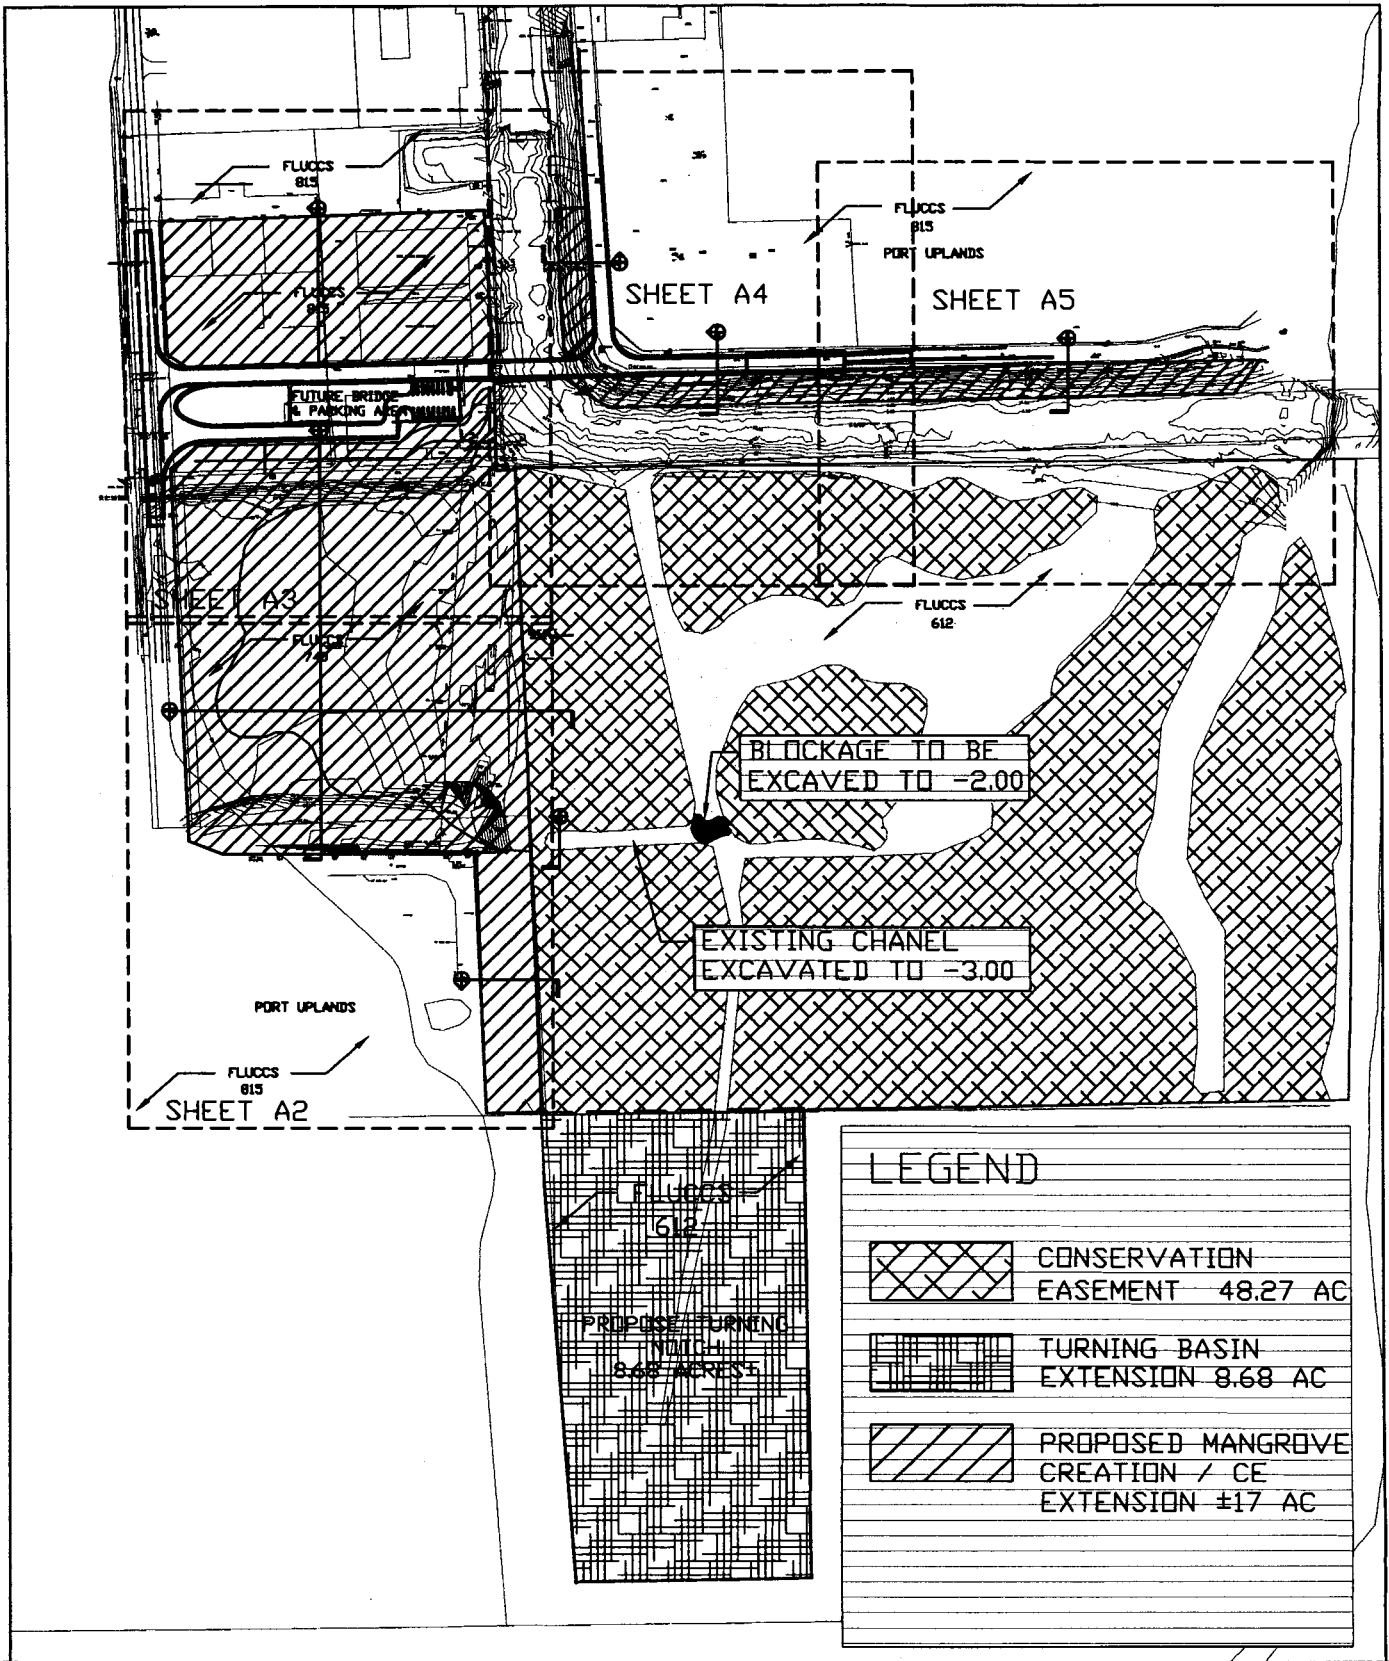 FLUCCS
815
FLUCCS
815
PORT UPLANDS
SHEET A4
SHEET A5
FLUCCS
FUTURE BRIDGE
& PARKING AREA
SHEET A3
FLUCCS
612
FLUCCS
740
BLOCKAGE TO BE
EXCAVED TO -2.00
EXISTING CHANEL
EXCAVATED TO -3.00
PORT UPLANDS
FLUCCS
815
SHEET A2
FLUCCS
612
PROPOSE TURNING
NOTCH
8.68 ACRES±
LEGEND
CONSERVATION
EASEMENT 48.27 AC
TURNING BASIN
EXTENSION 8.68 AC
PROPOSED MANGROVE
CREATION / CE
EXTENSION ±17 AC